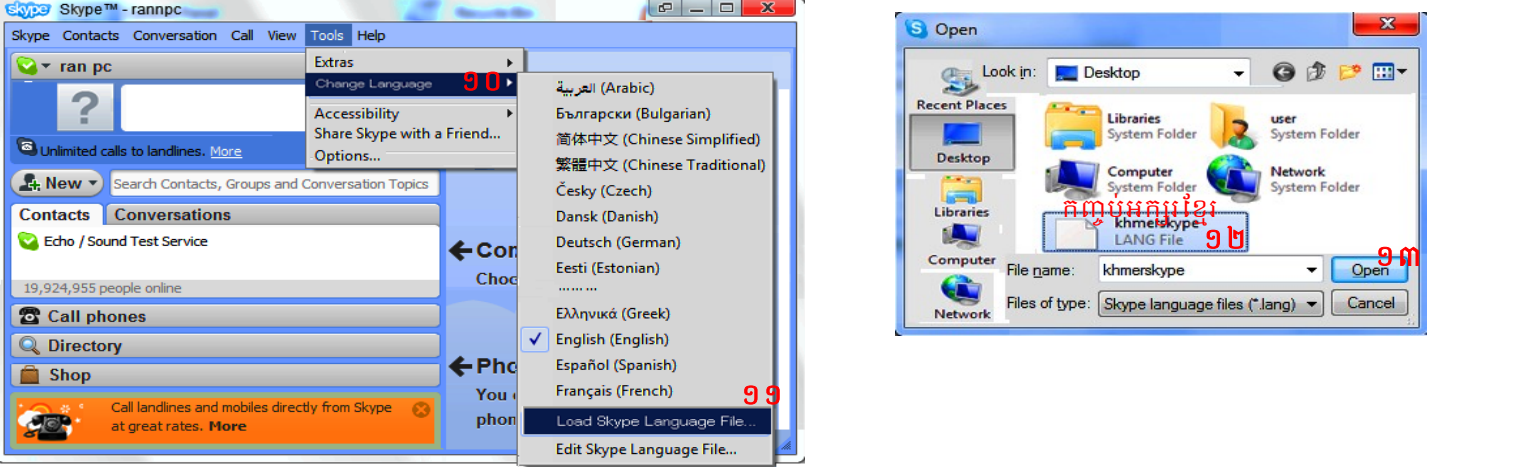 skype Skype™ - rannpc
Skype Contacts Conversation Call View Tools Help
ran pc
?
Unlimited calls to landlines. More
New Search Contacts, Groups and Conversation Topics
Contacts Conversations
Echo / Sound Test Service
19,924,955 people online
Call phones
Directory
Shop
Call landlines and mobiles directly from Skype
at great rates. More
Extras
Change Language ១០
Accessibility
Share Skype with a Friend...
Options...
العربية (Arabic)
Български (Bulgarian)
简体中文 (Chinese Simplified)
繁體中文 (Chinese Traditional)
Česky (Czech)
Dansk (Danish)
Deutsch (German)
Eesti (Estonian)
.........
Ελληνικά (Greek)
English (English)
Español (Spanish)
Français (French)
១១
Load Skype Language File...
Edit Skype Language File...
Choo
Pho
You
phon
Open
Look in: Desktop
Recent Places
Desktop
Libraries
Computer
Network
Libraries
System Folder
user
System Folder
Computer
System Folder
Network
System Folder
កញ្ចប់អក្សរខ្មែរ
khmerskype
LANG File ១២
១៣
File name: khmerskype Open
Files of type: Skype language files (*.lang) Cancel